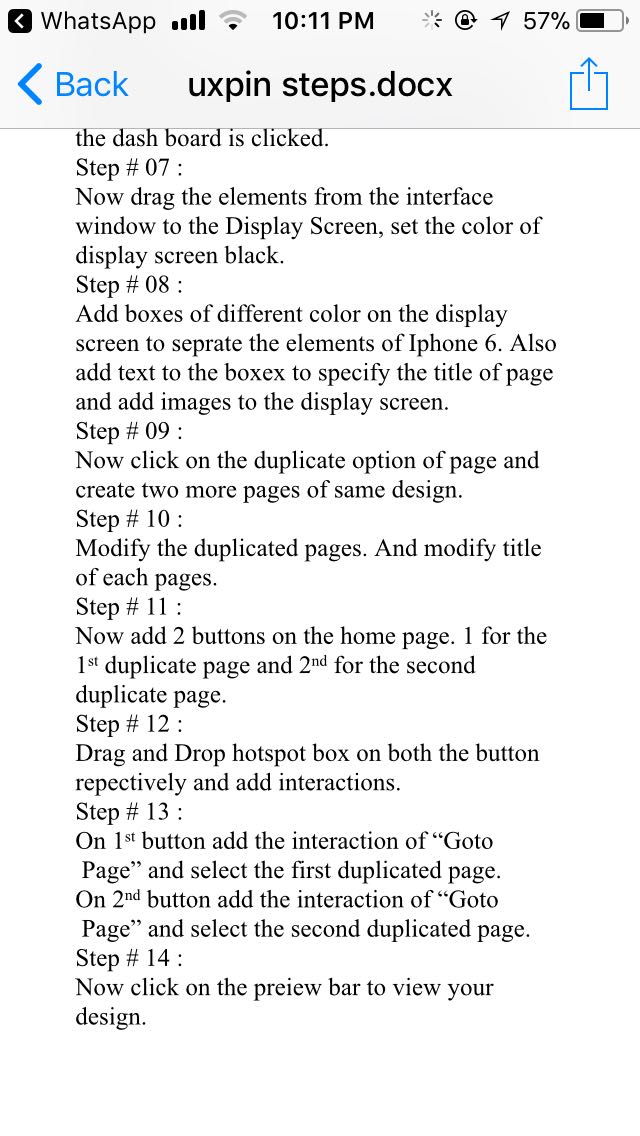 WhatsApp 10:11 PM 57%
Back uxpin steps.docx
the dash board is clicked.
Step # 07 :
Now drag the elements from the interface
window to the Display Screen, set the color of
display screen black.
Step # 08 :
Add boxes of different color on the display
screen to seprate the elements of Iphone 6. Also
add text to the boxex to specify the title of page
and add images to the display screen.
Step # 09 :
Now click on the duplicate option of page and
create two more pages of same design.
Step # 10 :
Modify the duplicated pages. And modify title
of each pages.
Step # 11 :
Now add 2 buttons on the home page. 1 for the
1st duplicate page and 2nd for the second
duplicate page.
Step # 12 :
Drag and Drop hotspot box on both the button
repectively and add interactions.
Step # 13 :
On 1st button add the interaction of “Goto
Page” and select the first duplicated page.
On 2nd button add the interaction of “Goto
Page” and select the second duplicated page.
Step # 14 :
Now click on the preiew bar to view your
design.